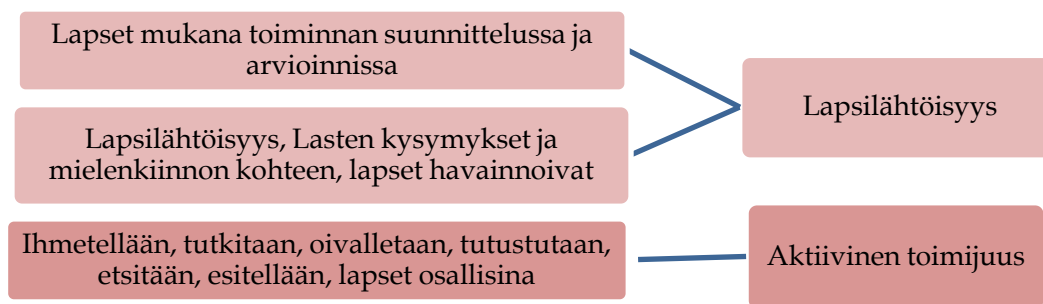 Lapset mukana toiminnan suunnittelussa ja
arvioinnissa
Lapsilähtöisyys
Lapsilähtöisyys, Lasten kysymykset ja
mielenkiinnon kohteen, lapset havainnoivat
Ihmetellään, tutkitaan, oivalletaan, tutustutaan,
etsitään, esitellään, lapset osallisina
Aktiivinen toimijuus